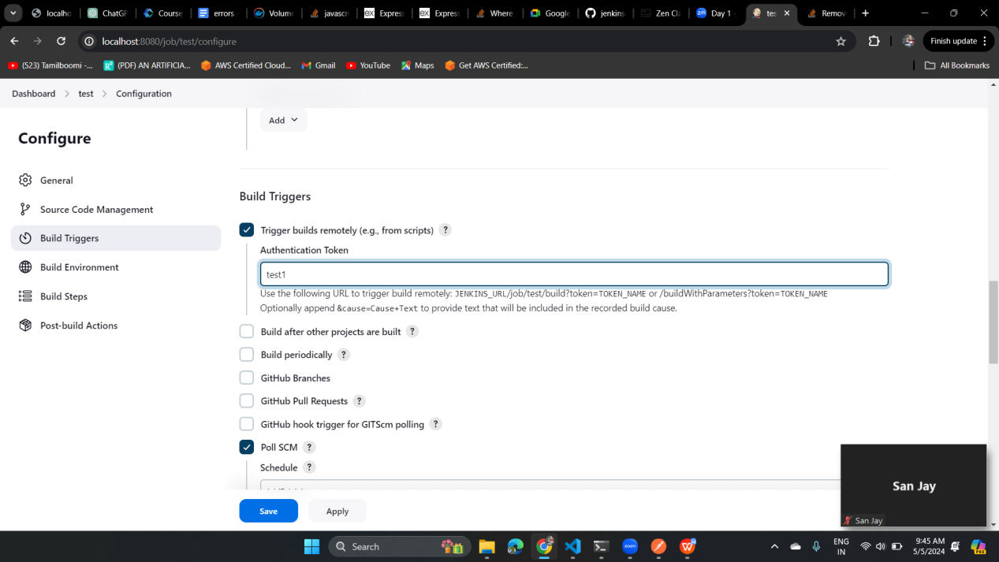 localho
ChatGP
Course
errors -
Volume
javascr
Expres
Expres
Where
Google
jenkins
Zen Cla
Day 1 -
tes
Remov
localhost:8080/job/test/configure
Finish update
(523) Tamilboomi -...
(PDF) AN ARTIFICIA...
AWS Certified Cloud...
Gmail
YouTube
Maps
Get AWS Certified:...
All Bookmarks
Dashboard > test > Configuration
Configure
General
Source Code Management
Build Triggers
Build Environment
Build Steps
Post-build Actions
Add
Build Triggers
Trigger builds remotely (e.g., from scripts) ?
Authentication Token
test1
Use the following URL to trigger build remotely: JENKINS_URL/job/test/build?token=TOKEN_NAME or /buildWithParameters?token=TOKEN_NAME
Optionally append &cause=Cause+Text to provide text that will be included in the recorded build cause.
Build after other projects are built ?
Build periodically ?
GitHub Branches
GitHub Pull Requests ?
GitHub hook trigger for GITScm polling ?
Poll SCM ?
Schedule ?
Save
Apply
San Jay
San Jay
Search
zoom
ENG
IN
9:45 AM
5/5/2024